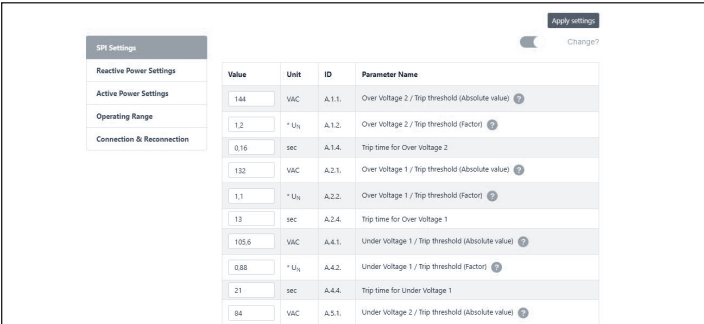 Apply settings
Change?
SPI Settings
Reactive Power Settings
Active Power Settings
Operating Range
Connection & Reconnection
Value Unit ID Parameter Name
144 VAC A.1.1. Over Voltage 2 / Trip threshold (Absolute value) ?
1,2 * UN A.1.2. Over Voltage 2 / Trip threshold (Factor) ?
0,16 sec A.1.4. Trip time for Over Voltage 2
132 VAC A.2.1. Over Voltage 1 / Trip threshold (Absolute value) ?
1,1 * UN A.2.2. Over Voltage 1 / Trip threshold (Factor) ?
13 sec A.2.4. Trip time for Over Voltage 1
105,6 VAC A.4.1. Under Voltage 1 / Trip threshold (Absolute value) ?
0,88 * UN A.4.2. Under Voltage 1 / Trip threshold (Factor) ?
21 sec A.4.4. Trip time for Under Voltage 1
84 VAC A.5.1. Under Voltage 2 / Trip threshold (Absolute value) ?